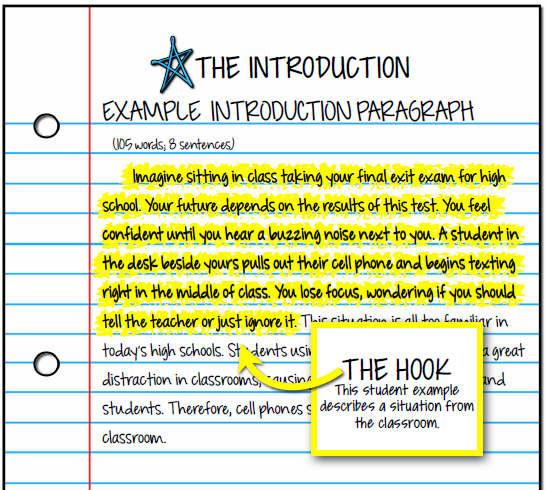 THE INTRODUCTION
EXAMPLE INTRODUCTION PARAGRAPH
(105 words; 8 sentences)
Imagine sitting in class taking your final exit exam for high
school. Your future depends on the results of this test. You feel
confident until you hear a buzzing noise next to you. A student in
the desk beside yours pulls out their cell phone and begins texting
right in the middle of class. You lose focus, wondering if you should
tell the teacher or just ignore it. This situation is all too familiar in
today's high schools. Students a great
distraction in classrooms, and
students. Therefore, cell phones
classroom.
THE HOOK
This student example
describes a situation from
the classroom.